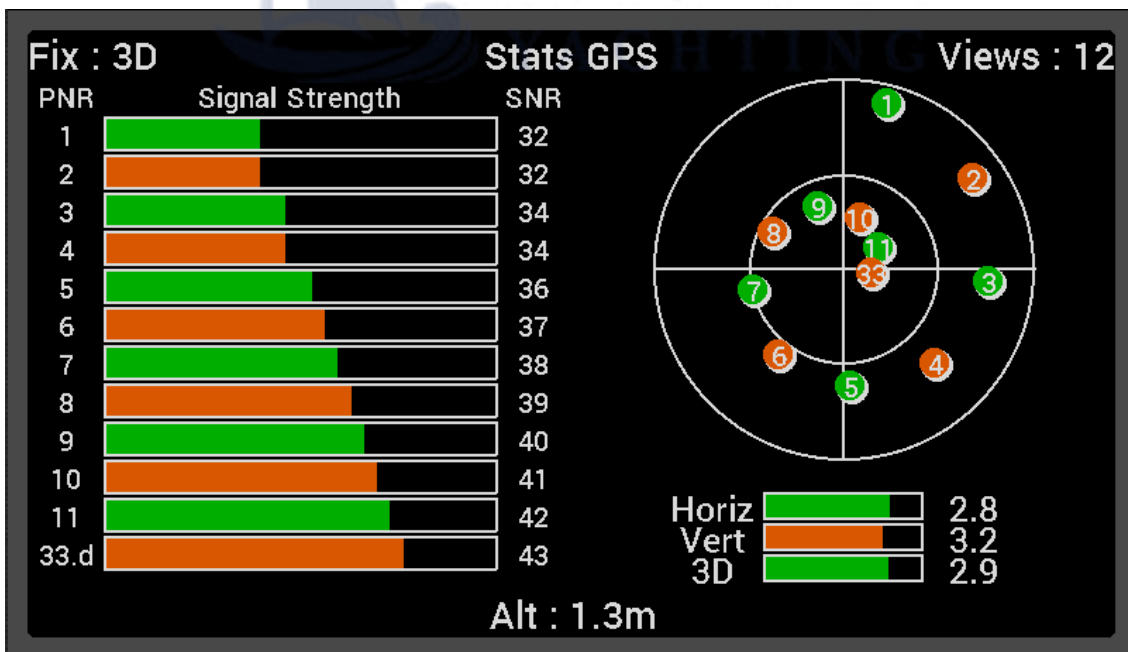 YACHTING
Fix : 3D Stats GPS Views : 12
PNR Signal Strength SNR
1 32
2 32
3 34
4 34
5 36
6 37
7 38
8 39
9 40
10 41
11 42
33.d 43
1
2
9 10
8
11
33
7 3
6 4
5
Horiz 2.8
Vert 3.2
3D 2.9
Alt : 1.3m